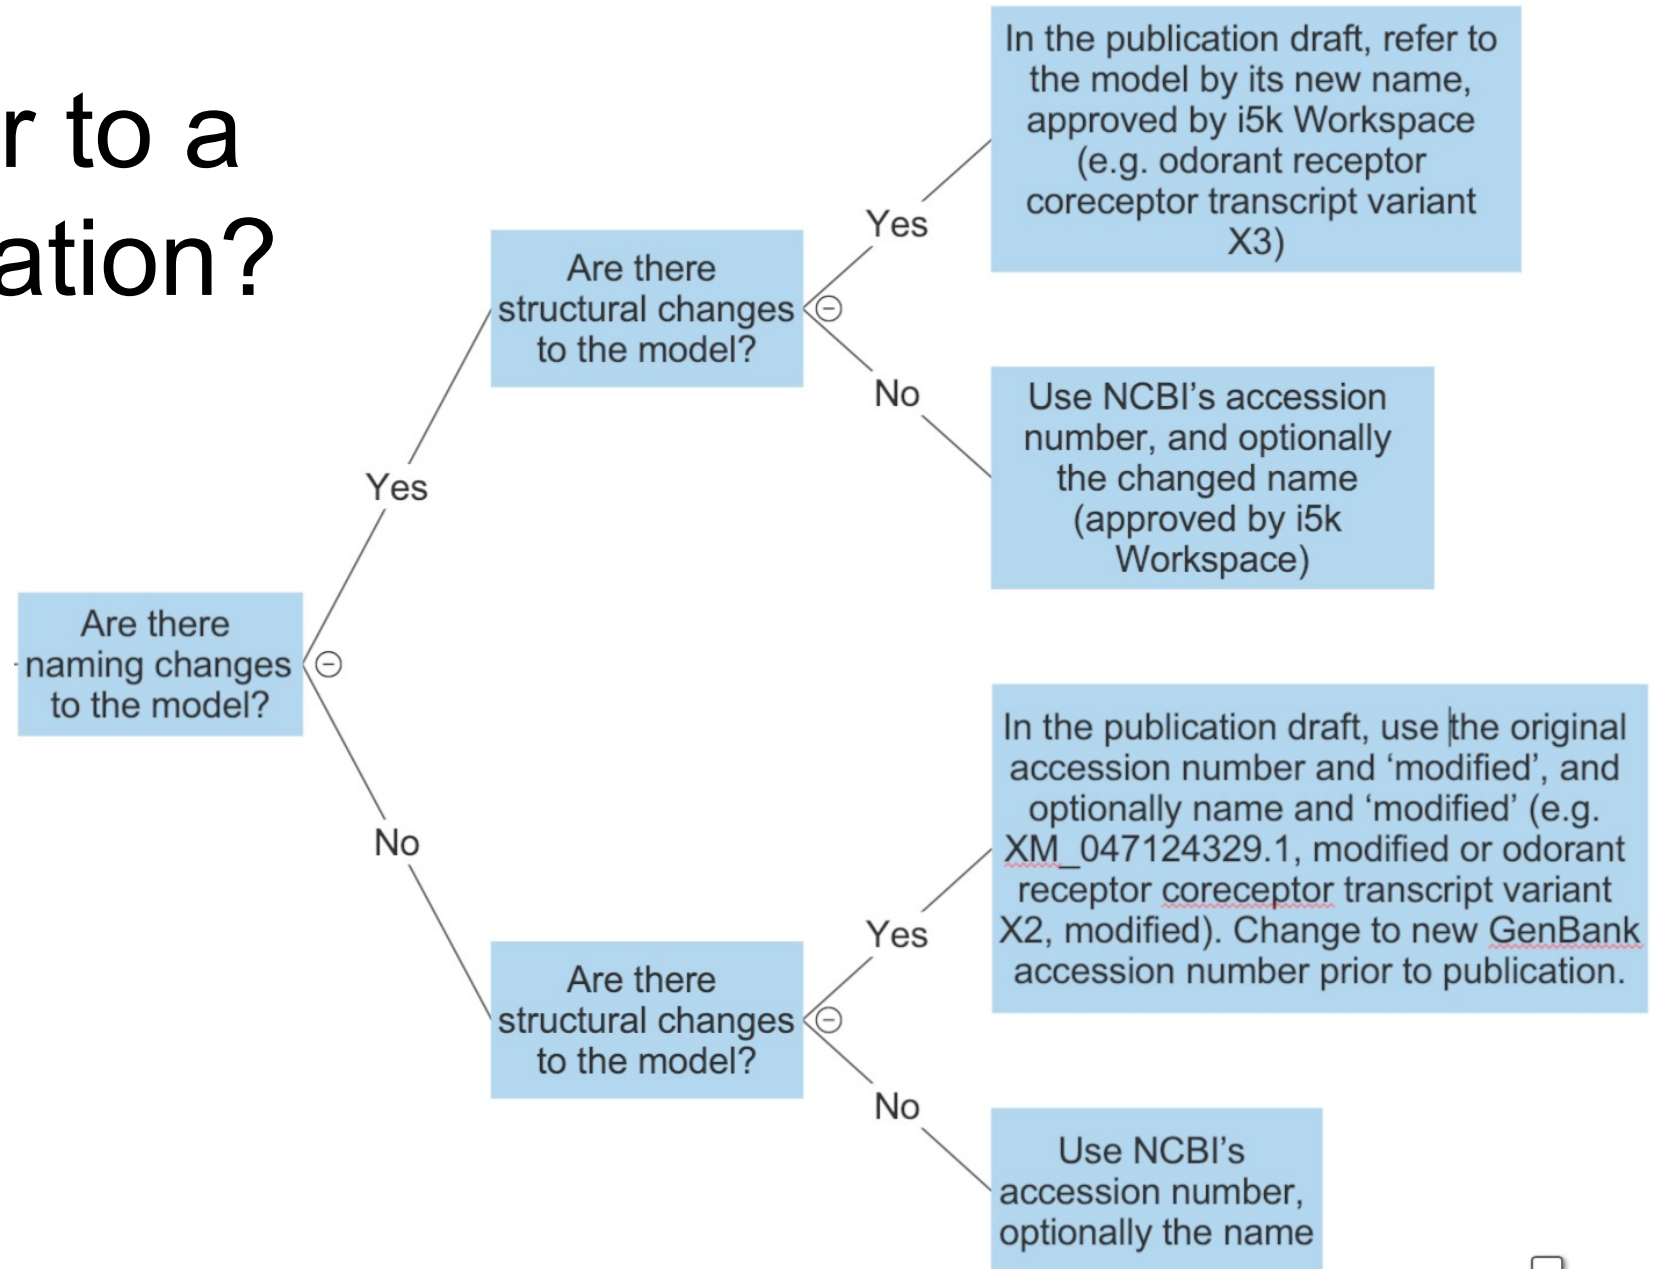 r to a
ation?
In the publication draft, refer to
the model by its new name,
approved by i5k Workspace
(e.g. odorant receptor
coreceptor transcript variant
X3)
Yes
Are there
structural changes
to the model?
No
Use NCBI’s accession
number, and optionally
the changed name
(approved by i5k
Workspace)
Yes
Are there
naming changes
to the model?
No
In the publication draft, use the original
accession number and ‘modified’, and
optionally name and ‘modified’ (e.g.
XM_047124329.1, modified or odorant
receptor coreceptor transcript variant
X2, modified). Change to new GenBank
accession number prior to publication.
Yes
Are there
structural changes
to the model?
No
Use NCBI’s
accession number,
optionally the name